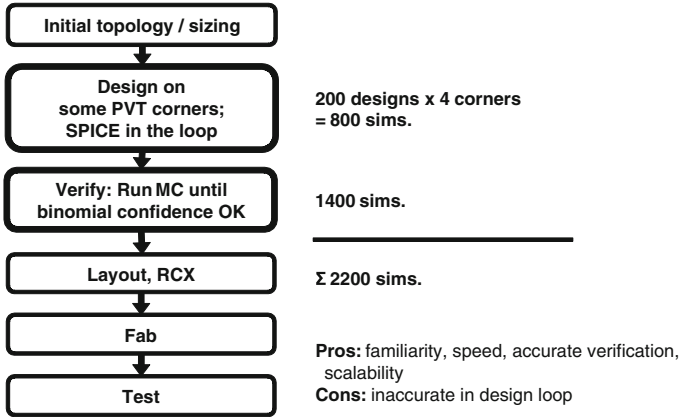 Initial topology / sizing
Design on
some PVT corners;
SPICE in the loop
200 designs x 4 corners
= 800 sims.
Verify: Run MC until
binomial confidence OK
1400 sims.
Layout, RCX
Σ 2200 sims.
Fab
Test
Pros: familiarity, speed, accurate verification,
scalability
Cons: inaccurate in design loop